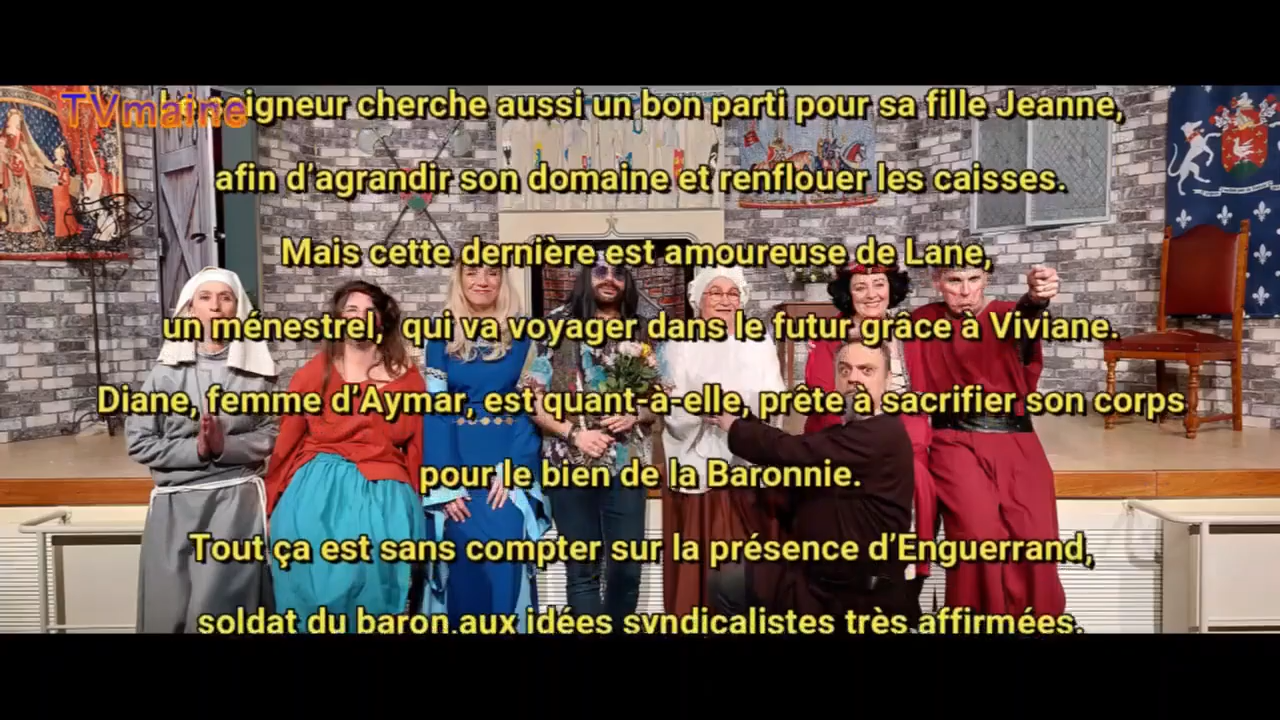 TVmaine
seigneur cherche aussi un bon parti pour sa fille Jeanne,
afin d’agrandir son domaine et renflouer les caisses.
Mais cette dernière est amoureuse de Lane,
un ménestrel,  qui va voyager dans le futur grâce à Viviane.
Diane, femme d’Aymar, est quant-à-elle, prête à sacrifier son corps
pour le bien de la Baronnie.
Tout ça est sans compter sur la présence d’Enguerrand,
soldat du baron,aux idées syndicalistes très affirmées.